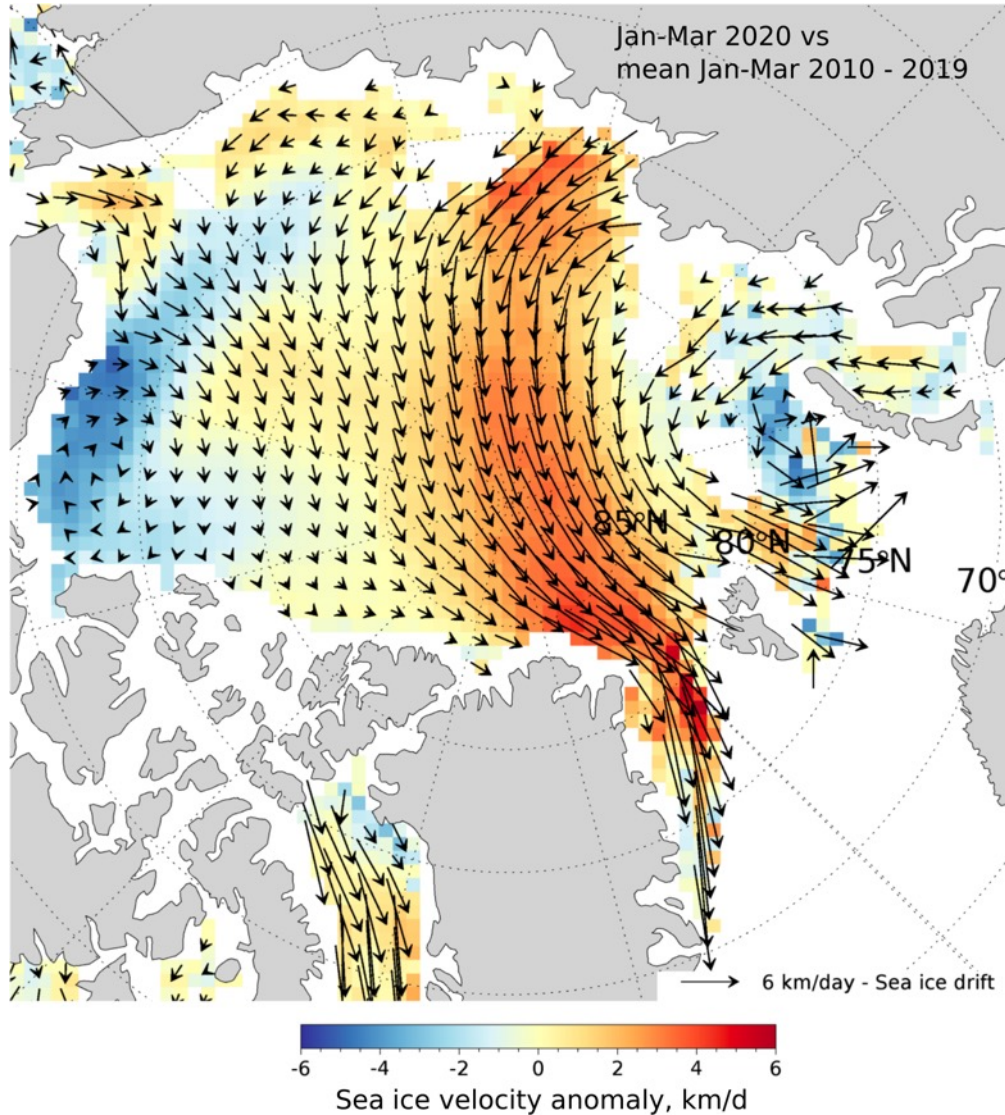 Jan-Mar 2020 vs
mean Jan-Mar 2010 - 2019
85°N
80°N
75°N
70°
6 km/day - Sea ice drift
-6 -4 -2 0 2 4 6
Sea ice velocity anomaly, km/d